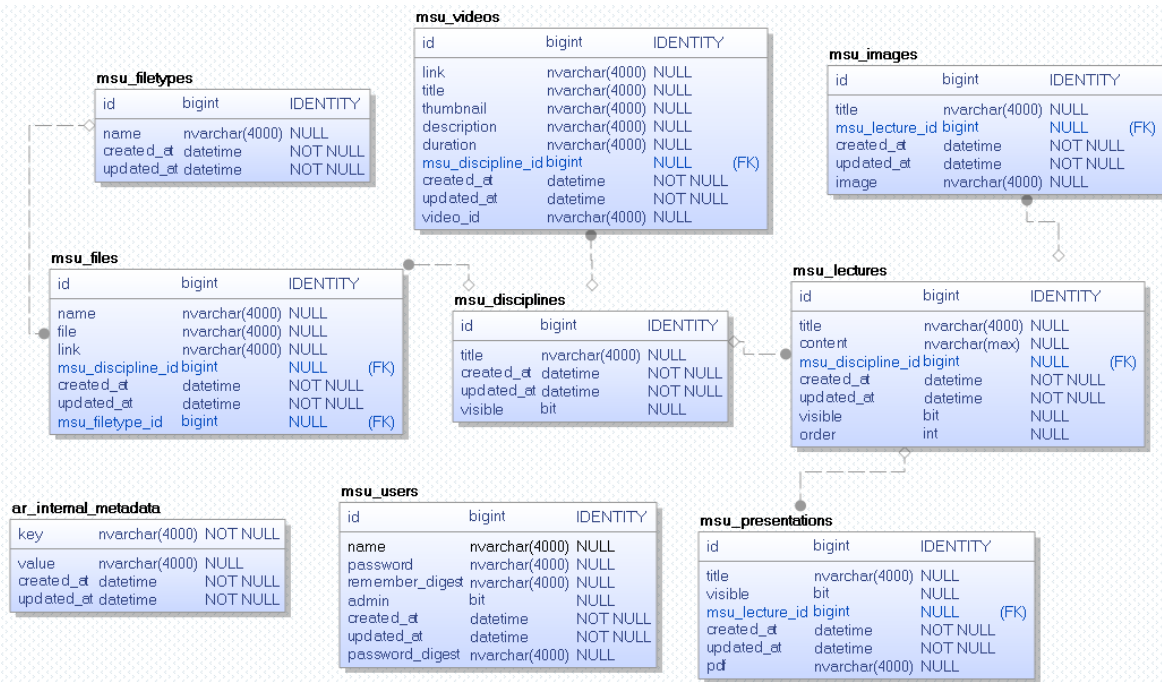 msu_videos
id bigint IDENTITY
link nvarchar(4000) NULL
title nvarchar(4000) NULL
thumbnail nvarchar(4000) NULL
description nvarchar(4000) NULL
duration nvarchar(4000) NULL
msu_discipline_id bigint NULL (FK)
created_at datetime NOT NULL
updated_at datetime NOT NULL
video_id nvarchar(4000) NULL
msu_images
id bigint IDENTITY
title nvarchar(4000) NULL
msu_lecture_id bigint NULL (FK)
created_at datetime NOT NULL
updated_at datetime NOT NULL
image nvarchar(4000) NULL
msu_filetypes
id bigint IDENTITY
name nvarchar(4000) NULL
created_at datetime NOT NULL
updated_at datetime NOT NULL
msu_files
id bigint IDENTITY
name nvarchar(4000) NULL
file nvarchar(4000) NULL
link nvarchar(4000) NULL
msu_discipline_id bigint NULL (FK)
created_at datetime NOT NULL
updated_at datetime NOT NULL
msu_filetype_id bigint NULL (FK)
msu_disciplines
id bigint IDENTITY
title nvarchar(4000) NULL
created_at datetime NOT NULL
updated_at datetime NOT NULL
visible bit NULL
msu_lectures
id bigint IDENTITY
title nvarchar(4000) NULL
content nvarchar(max) NULL
msu_discipline_id bigint NULL (FK)
created_at datetime NOT NULL
updated_at datetime NOT NULL
visible bit NULL
order int NULL
ar_internal_metadata
key nvarchar(4000) NOT NULL
value nvarchar(4000) NULL
created_at datetime NOT NULL
updated_at datetime NOT NULL
msu_users
id bigint IDENTITY
name nvarchar(4000) NULL
password nvarchar(4000) NULL
remember_digest nvarchar(4000) NULL
admin bit NULL
created_at datetime NOT NULL
updated_at datetime NOT NULL
password_digest nvarchar(4000) NULL
msu_presentations
id bigint IDENTITY
title nvarchar(4000) NULL
visible bit NULL
msu_lecture_id bigint NULL (FK)
created_at datetime NOT NULL
updated_at datetime NOT NULL
pdf nvarchar(4000) NULL